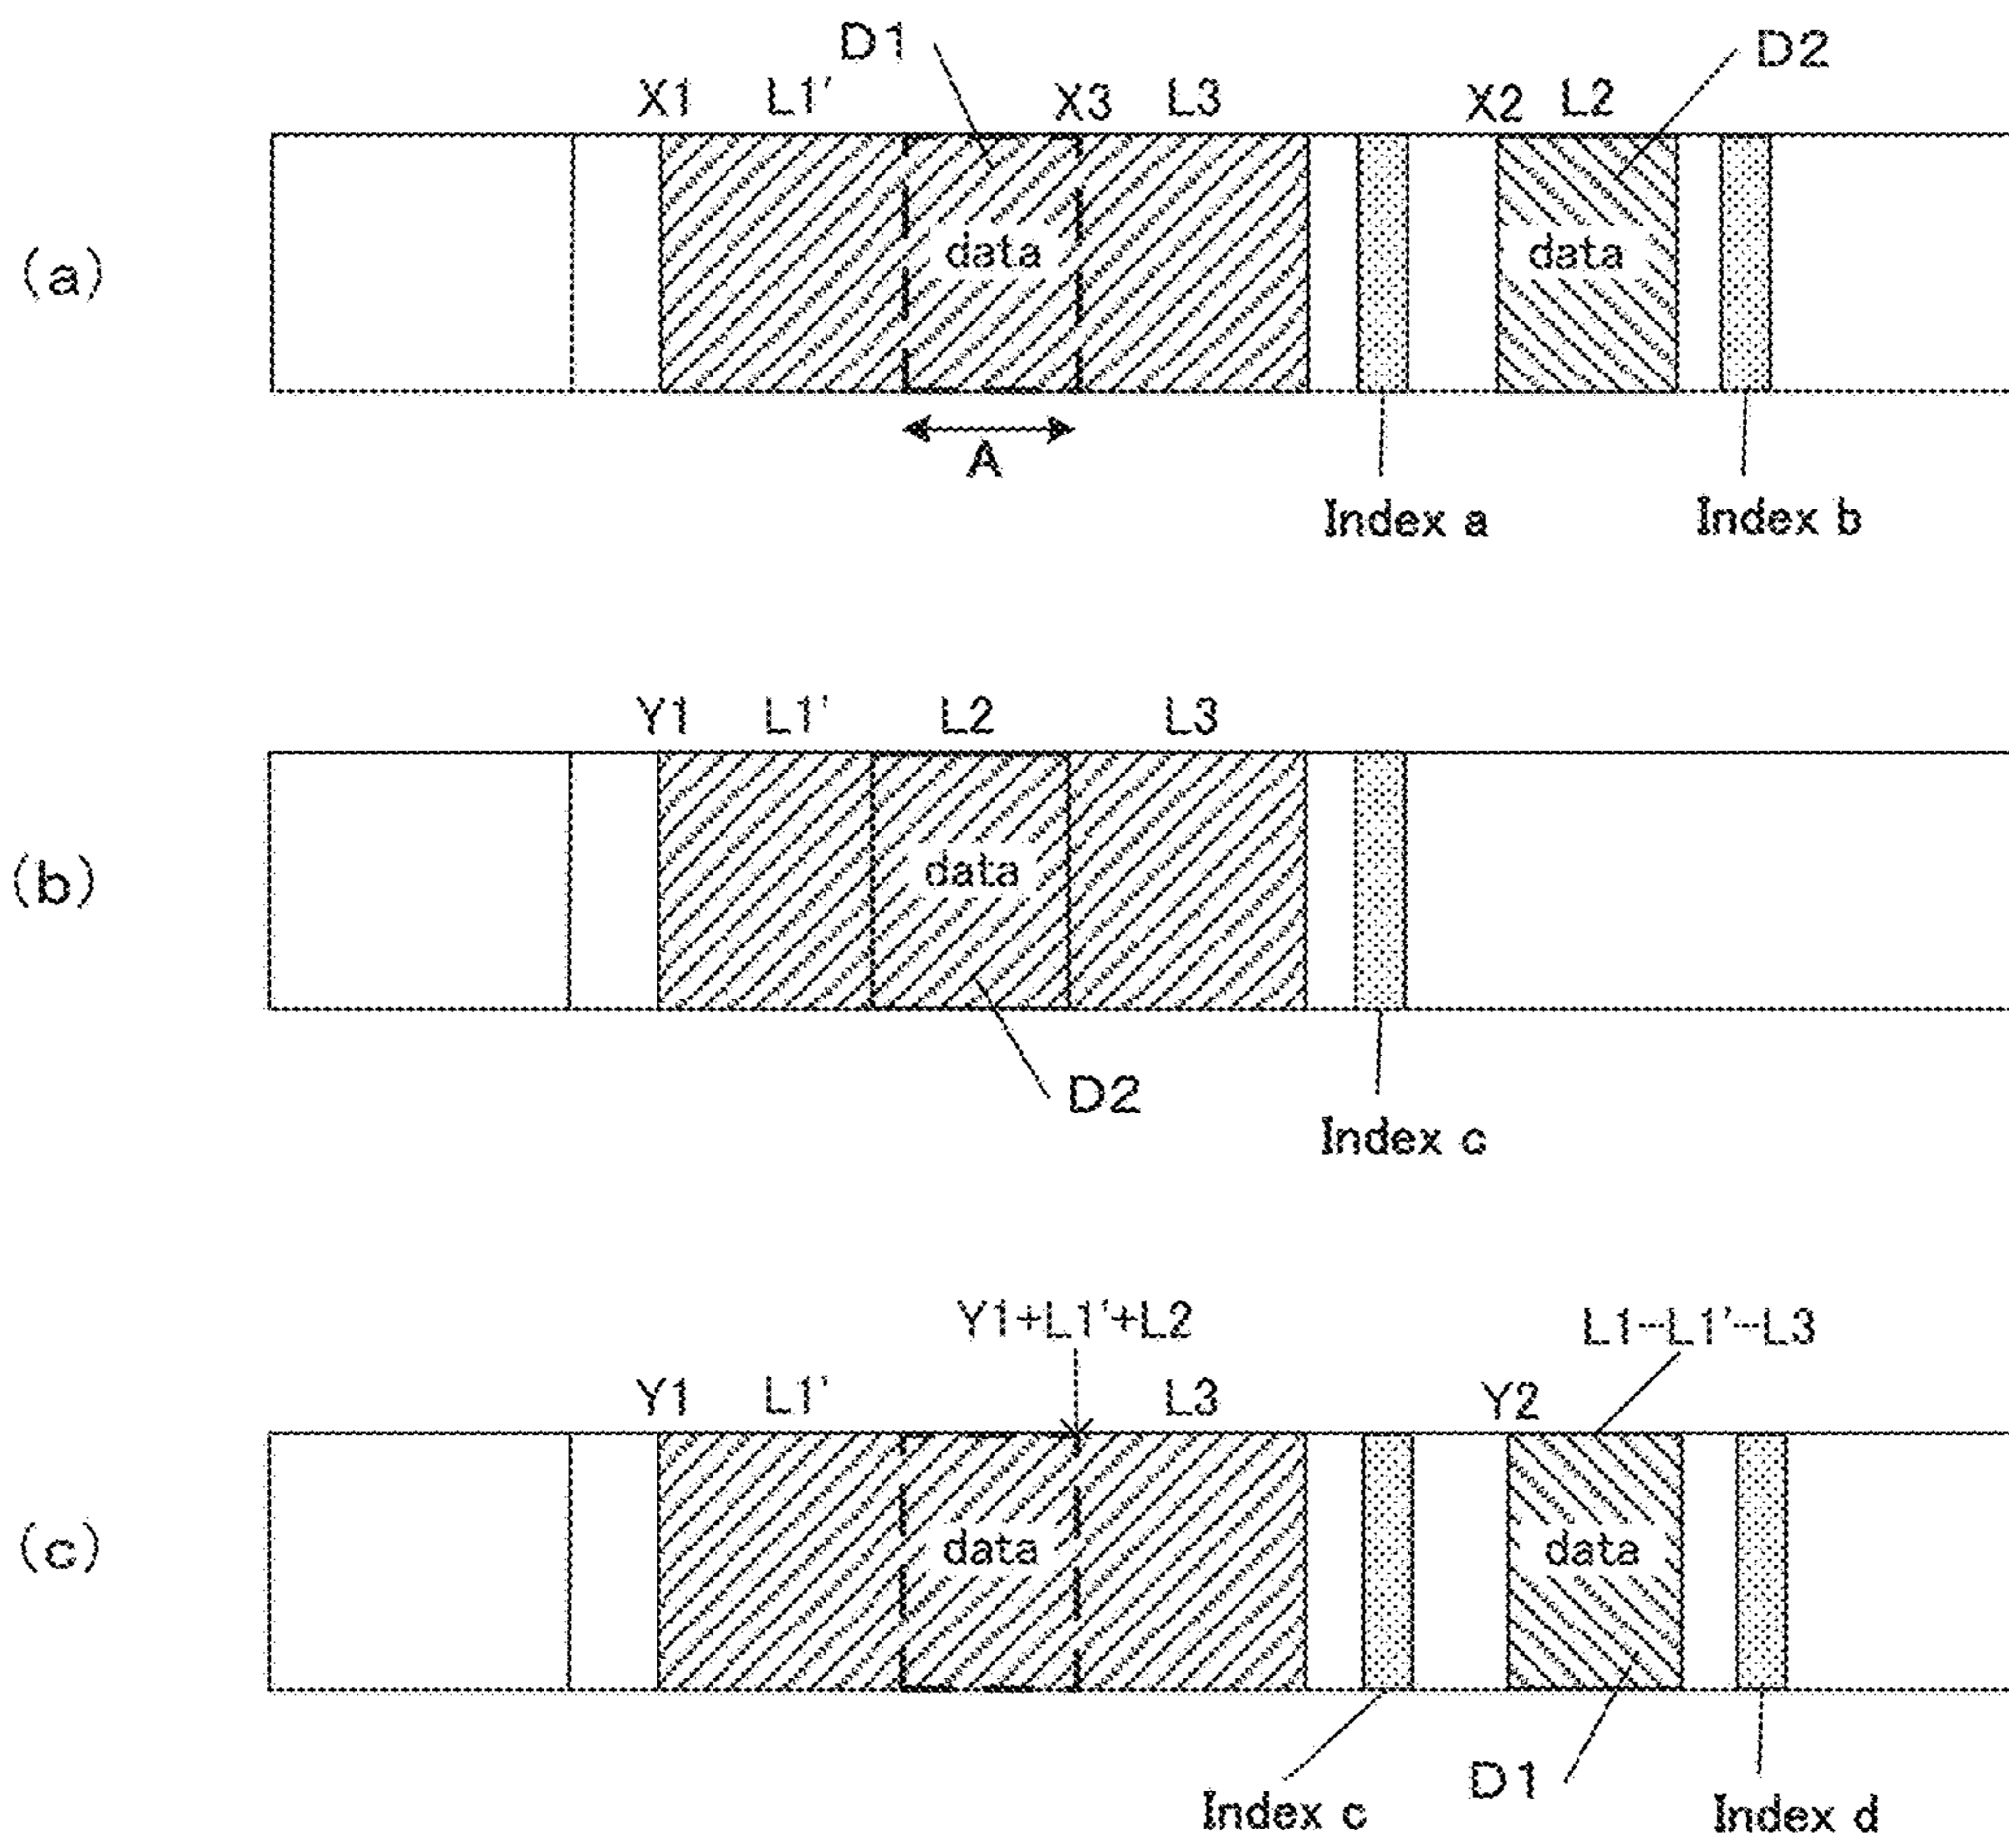 D1
D2
X1 L1' X3 L3 X2 L2
(a)
data data
A
Index a Index b
Y1 L1' L2 L3
(b)
data
D2
Index c
Y1+L1'+L2 L1-L1'-L3
Y1 L1' L3 Y2
(c)
data data
D1
Index c Index d